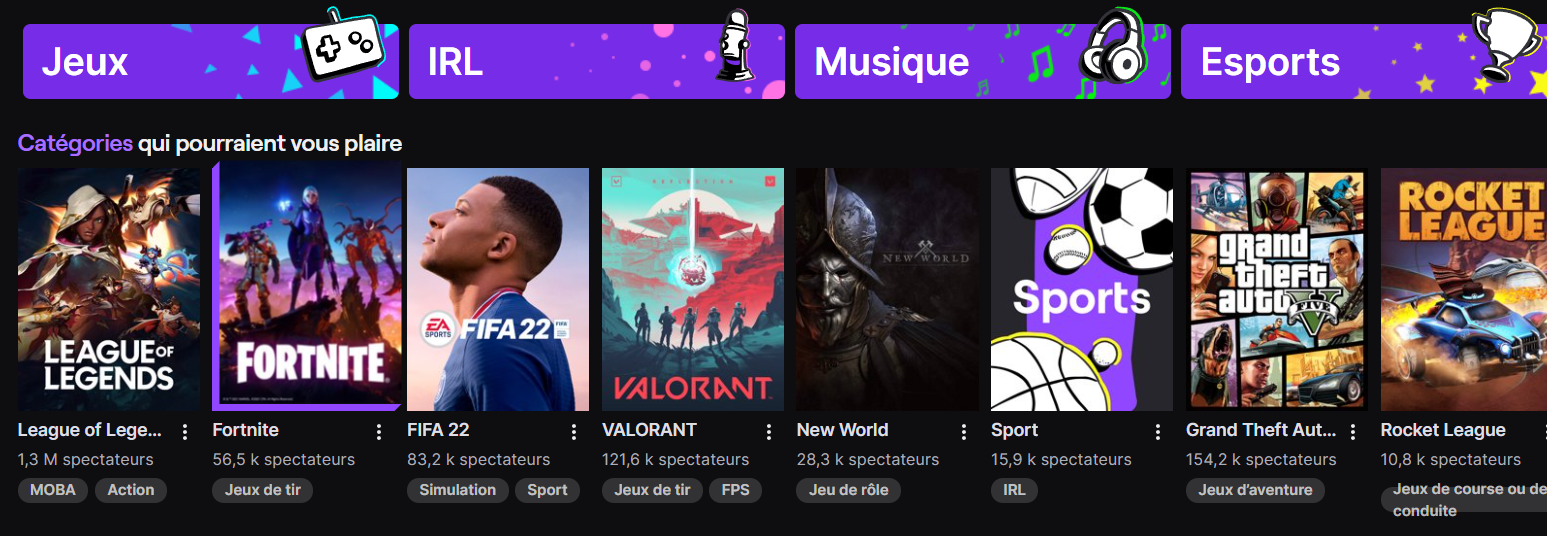 Jeux
IRL
Musique
Esports
Catégories qui pourraient vous plaire
LEAGUE OF
LEGENDS
FORTNITE
EA
SPORTS
FIFA 22
FIFA
REFLECTION
VALORANT
NEW WORLD
Sports
grand
theft
auto
FIVE
ROCKET
LEAGUE
League of Lege...
Fortnite
FIFA 22
VALORANT
New World
Sport
Grand Theft Aut...
Rocket League
1,3 M spectateurs
56,5 k spectateurs
83,2 k spectateurs
121,6 k spectateurs
28,3 k spectateurs
15,9 k spectateurs
154,2 k spectateurs
10,8 k spectateurs
MOBA
Action
Jeux de tir
Simulation
Sport
Jeux de tir
FPS
Jeu de rôle
IRL
Jeux d’aventure
Jeux de course ou de
conduite